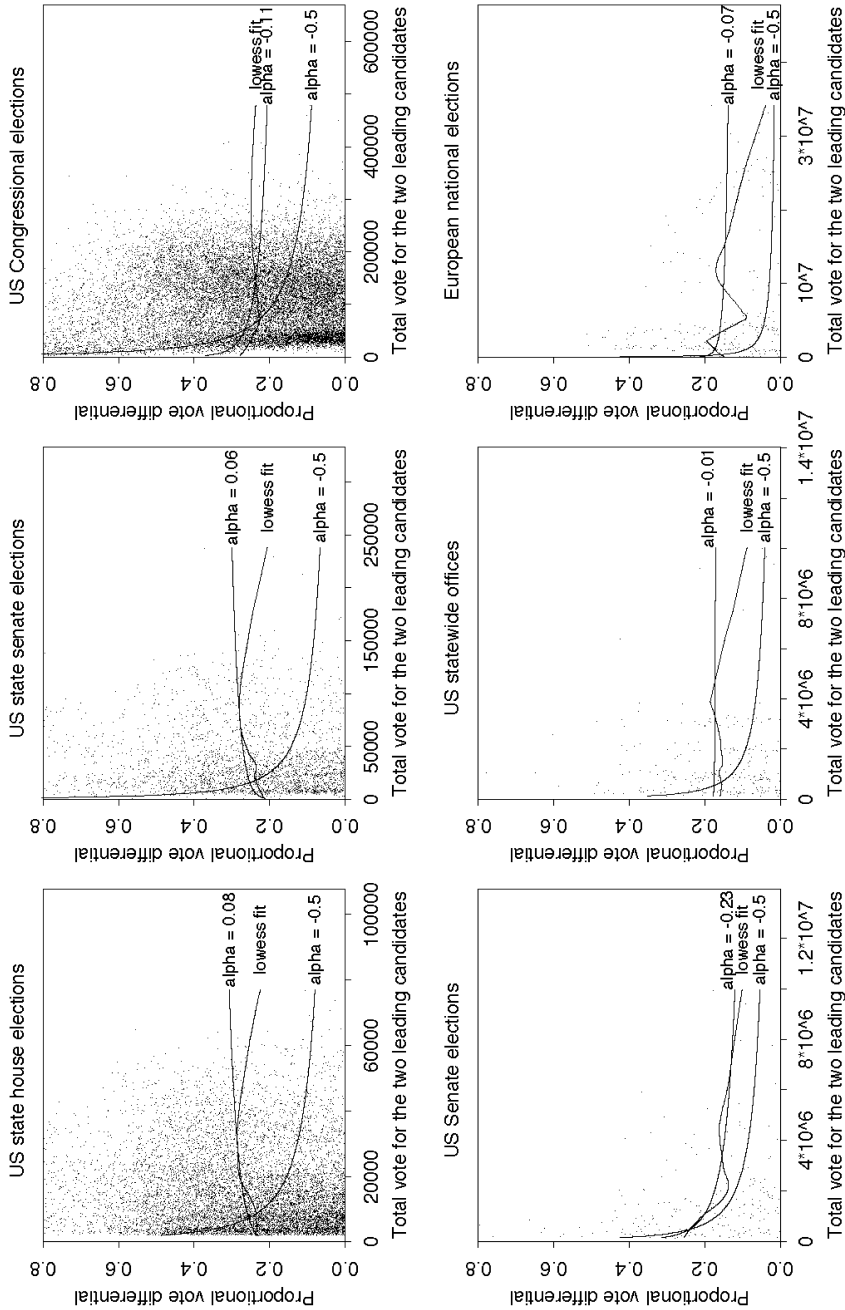 US state house elections
Proportional vote differential
0.0 0.2 0.4 0.6 0.8
alpha = 0.08
lowess fit
alpha = -0.5
0 20000 60000 100000
Total vote for the two leading candidates
US state senate elections
Proportional vote differential
0.0 0.2 0.4 0.6 0.8
alpha = 0.06
lowess fit
alpha = -0.5
0 50000 150000 250000
Total vote for the two leading candidates
US Congressional elections
Proportional vote differential
0.0 0.2 0.4 0.6 0.8
lowess fit
alpha = -0.11
alpha = -0.5
0 200000 400000 600000
Total vote for the two leading candidates
US Senate elections
Proportional vote differential
0.0 0.2 0.4 0.6 0.8
alpha = -0.23
lowess fit
alpha = -0.5
0 4*10^6 8*10^6 1.2*10^7
Total vote for the two leading candidates
US statewide offices
Proportional vote differential
0.0 0.2 0.4 0.6 0.8
alpha = -0.01
lowess fit
alpha = -0.5
0 4*10^6 8*10^6 1.4*10^7
Total vote for the two leading candidates
European national elections
Proportional vote differential
0.0 0.2 0.4 0.6 0.8
alpha = -0.07
lowess fit
alpha = -0.5
0 10^7 3*10^7
Total vote for the two leading candidates